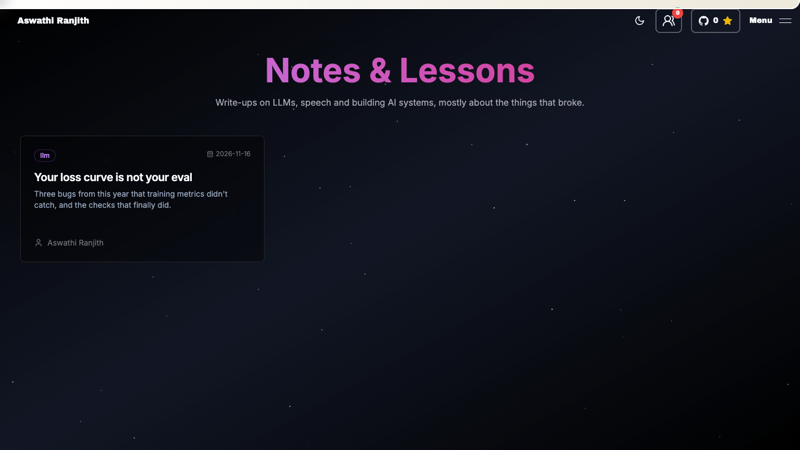 Aswathi Ranjith
9
0
Menu
Notes & Lessons
Write-ups on LLMs, speech and building AI systems, mostly about the things that broke.
llm
2026-11-16
Your loss curve is not your eval
Three bugs from this year that training metrics didn't
catch, and the checks that finally did.
Aswathi Ranjith